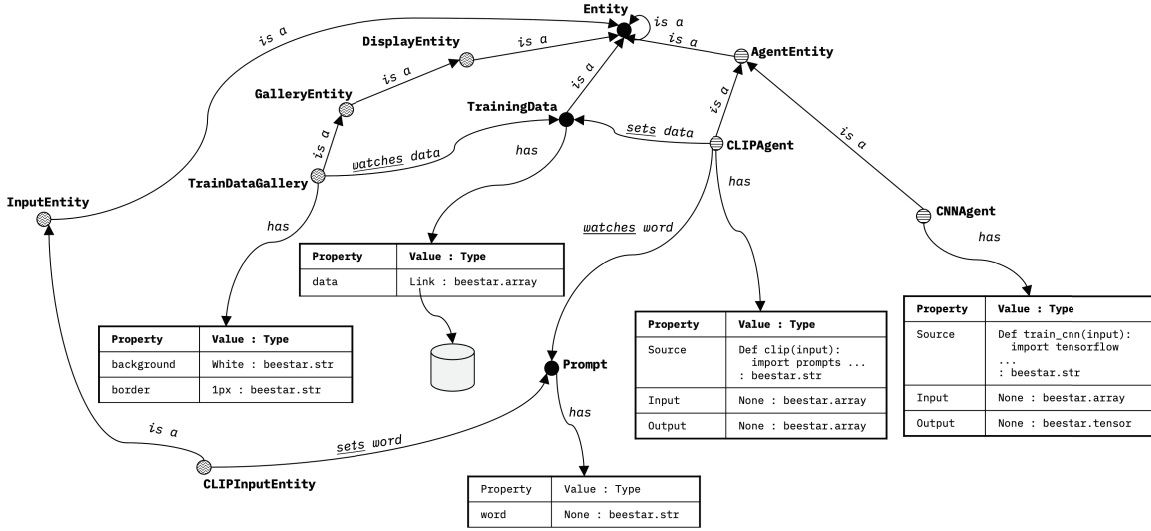 Entity
is a
is a
DisplayEntity
is a
is a
AgentEntity
is a
GalleryEntity
is a
TrainingData
is a
is a
is a
sets data
CLIPAgent
watches data
has
TrainDataGallery
has
InputEntity
has
watches word
CNNAgent
has
Property Value : Type
data Link : beestar.array
Property Value : Type
background White : beestar.str
border 1px : beestar.str
Property Value : Type
Source Def clip(input):
import prompts ...
: beestar.str
Input None : beestar.array
Output None : beestar.array
Property Value : Type
Source Def train_cnn(input):
import tensorflow
...
: beestar.str
Input None : beestar.array
Output None : beestar.tensor
Prompt
has
is a
sets word
CLIPInputEntity
Property Value : Type
word None : beestar.str